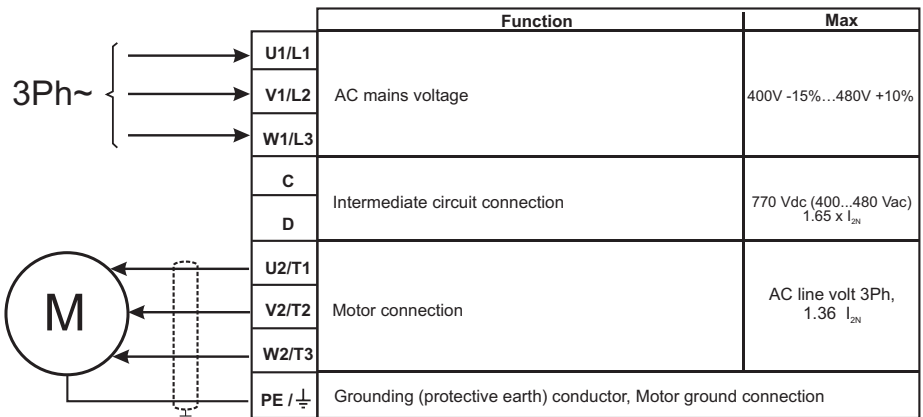 Function Max
U1/L1
3Ph~ V1/L2 AC mains voltage 400V -15%…480V +10%
W1/L3
C
Intermediate circuit connection 770 Vdc (400...480 Vac)
1.65 x I2N
D
U2/T1
M V2/T2 Motor connection AC line volt 3Ph,
1.36 I2N
W2/T3
PE / ⏚ Grounding (protective earth) conductor, Motor ground connection